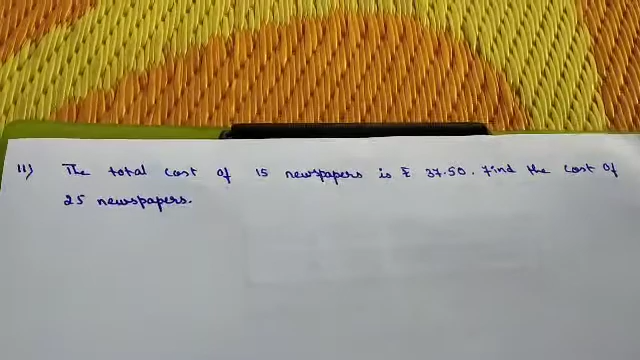 11) The total cost of 15 newspapers is ₹ 37.50. Find the cost of
25 newspapers.